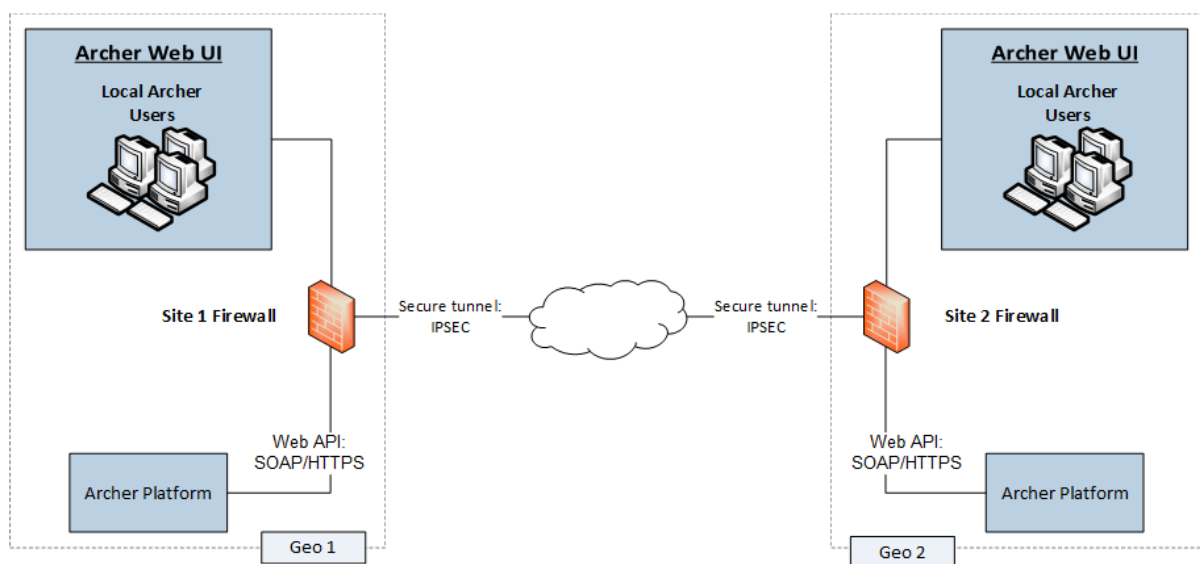 Archer Web UI
Local Archer
Users
Site 1 Firewall
Secure tunnel:
IPSEC
Web API:
SOAP/HTTPS
Archer Platform
Geo 1
Archer Web UI
Local Archer
Users
Secure tunnel:
IPSEC
Site 2 Firewall
Web API:
SOAP/HTTPS
Archer Platform
Geo 2